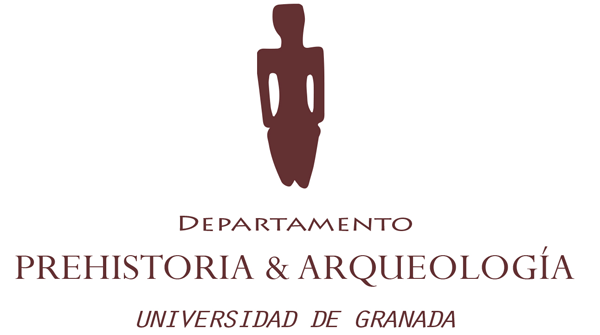 Departamento
PREHISTORIA & ARQUEOLOGÍA
UNIVERSIDAD DE GRANADA